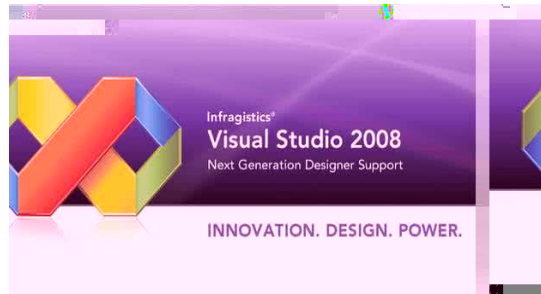 Infragistics®
Visual Studio 2008
Next Generation Designer Support
INNOVATION. DESIGN. POWER.